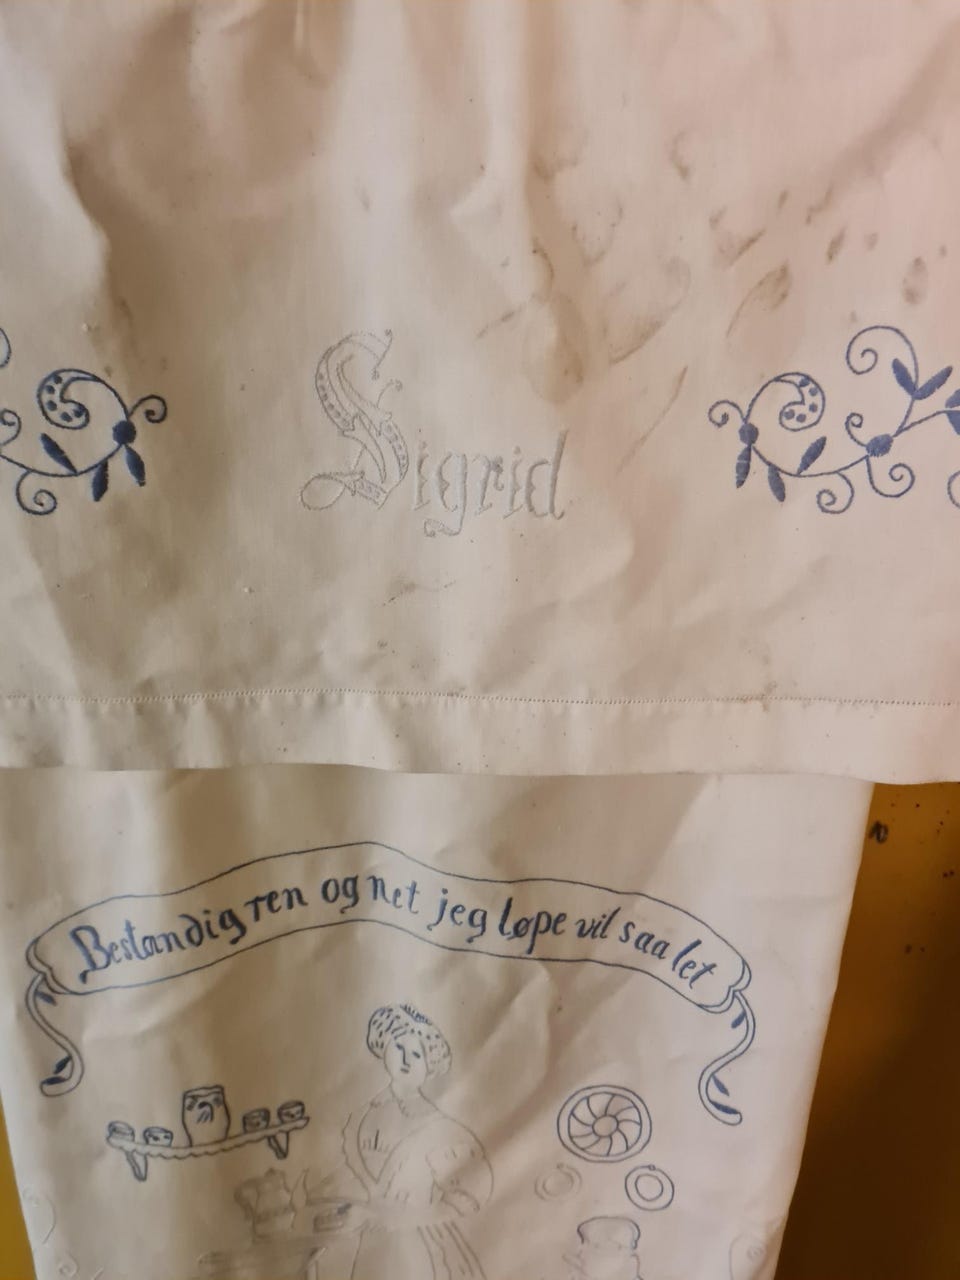 Sigrid
Bestandig ren og net jeg løpe vil saa let